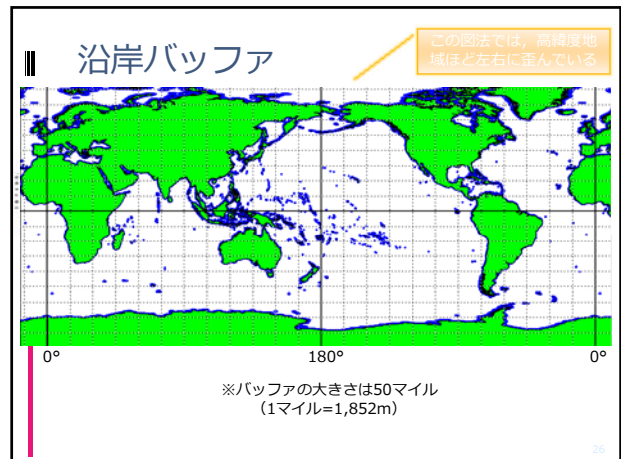 沿岸バッファ
この図法では，高緯度地
域ほど左右に歪んでいる
0°
180°
0°
※バッファの大きさは50マイル
（1マイル=1,852m）
26